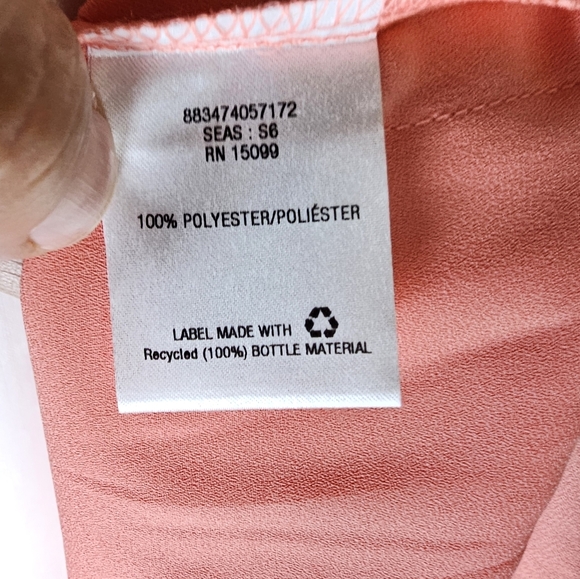 883474057172
SEAS : S6
RN 15099
100% POLYESTER/POLIÉSTER
LABEL MADE WITH
Recycled (100%) BOTTLE MATERIAL